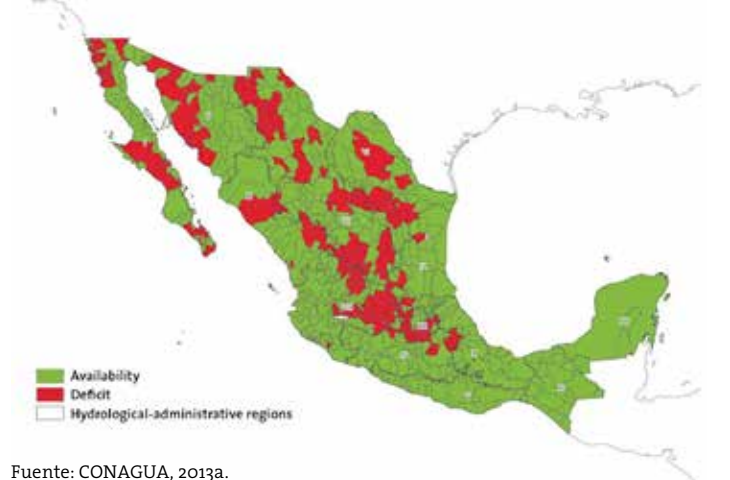 Availability
Deficit
Hydrological-administrative regions
Fuente: CONAGUA, 2013a.